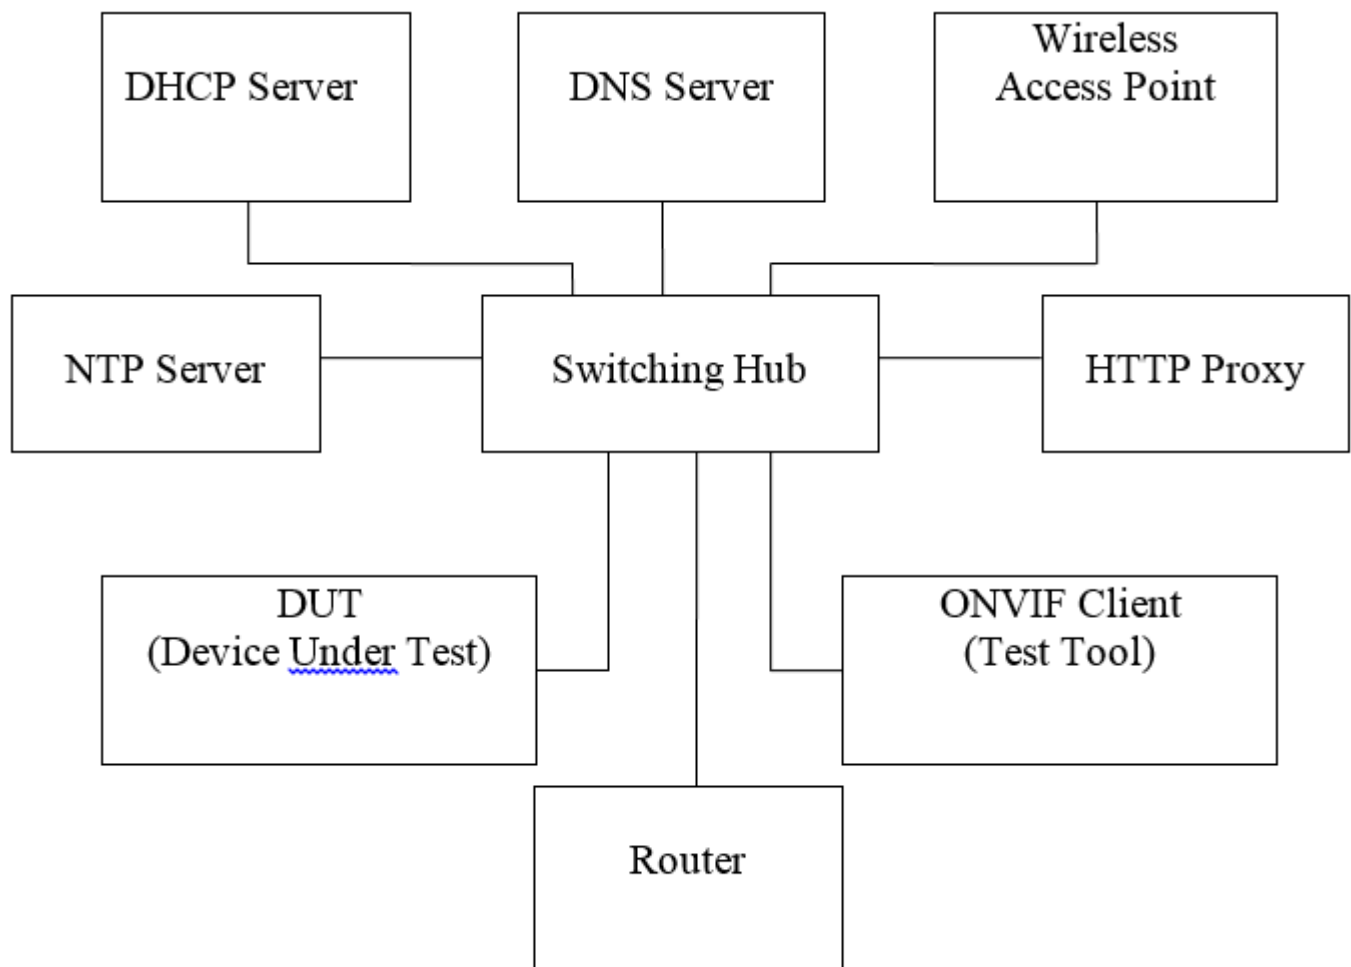 DHCP Server
DNS Server
Wireless
Access Point
NTP Server
Switching Hub
HTTP Proxy
DUT
(Device Under Test)
ONVIF Client
(Test Tool)
Router